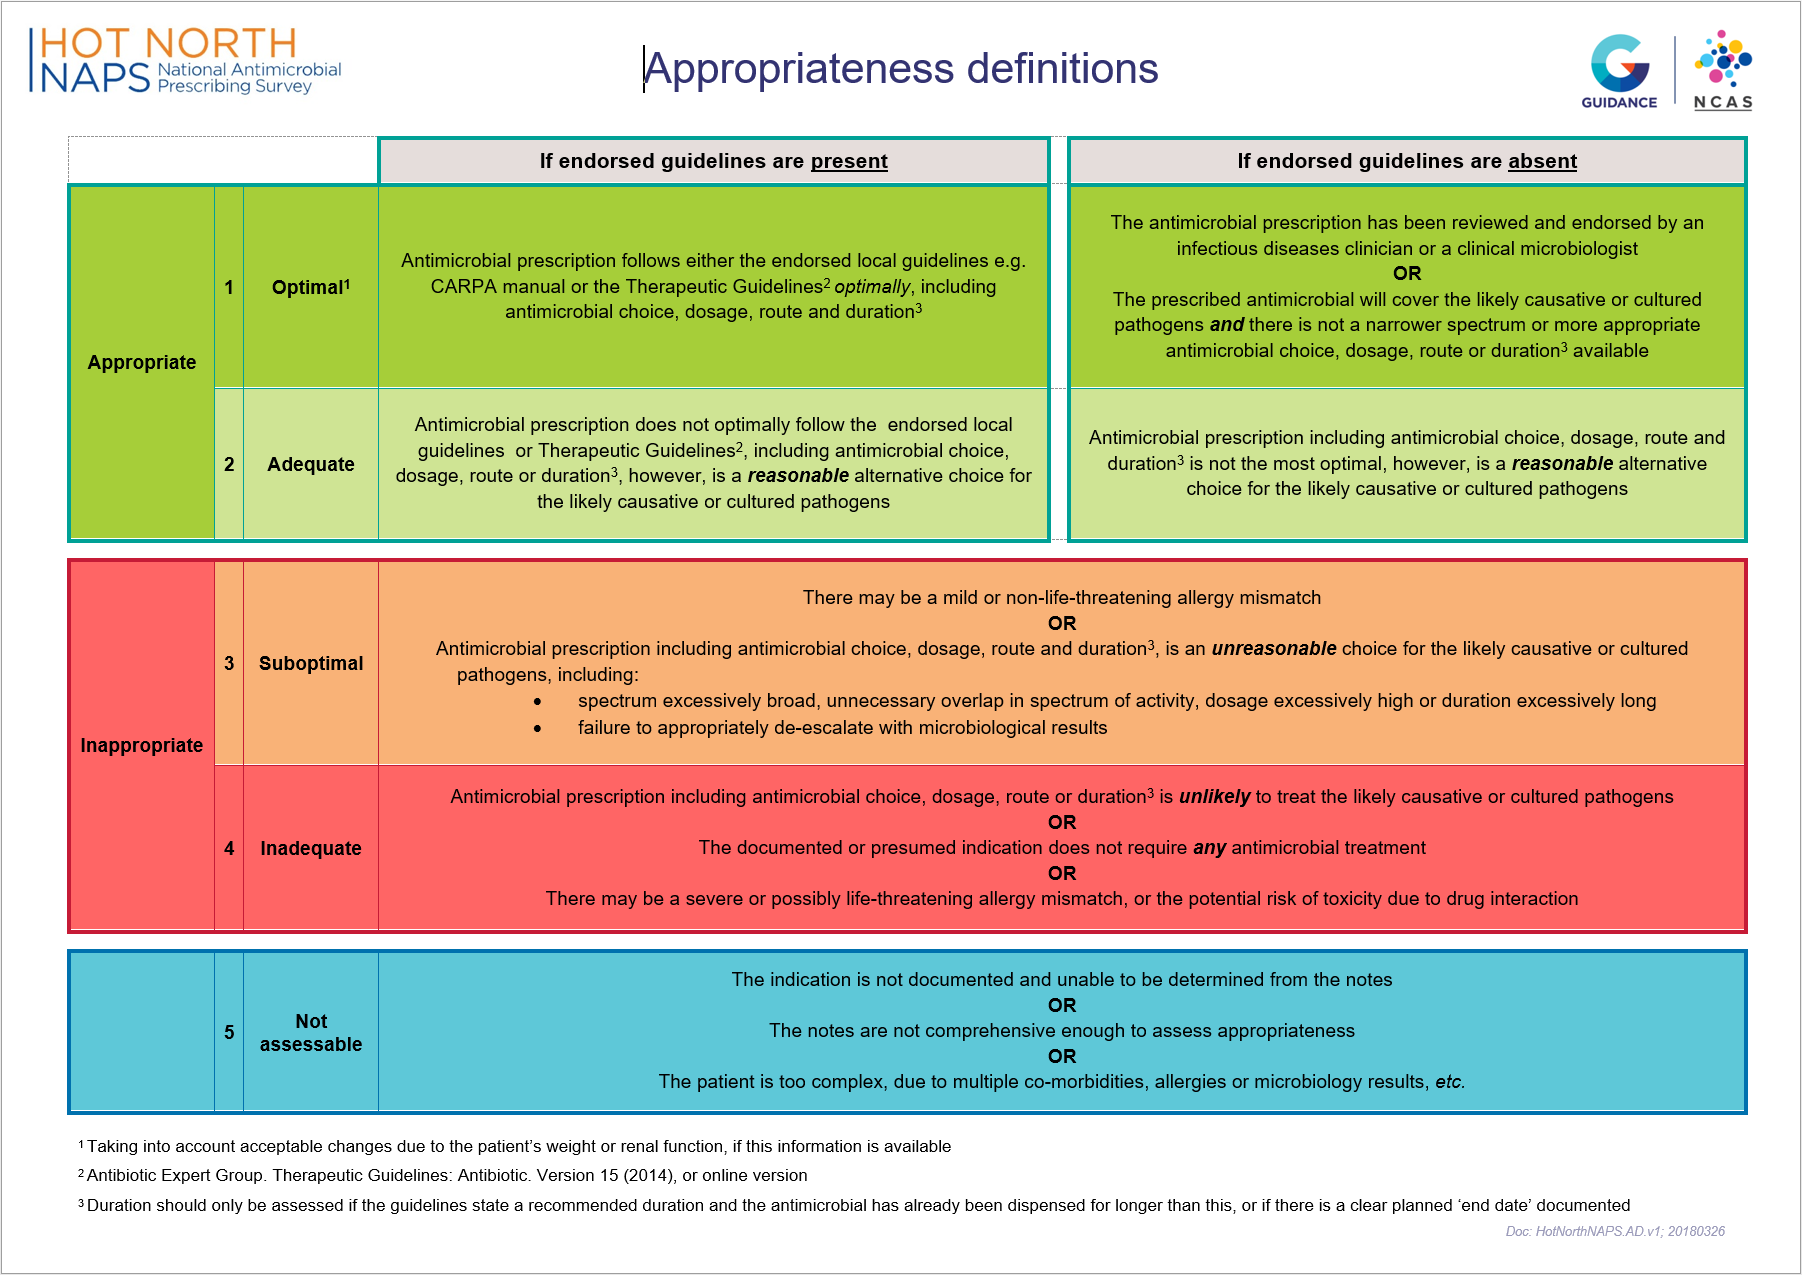 HOT NORTH
NAPS National Antimicrobial
Prescribing Survey
Appropriateness definitions
GUIDANCE
NCAS
If endorsed guidelines are present
If endorsed guidelines are absent
Appropriate
1
Optimal¹
Antimicrobial prescription follows either the endorsed local guidelines e.g.
CARPA manual or the Therapeutic Guidelines² optimally, including
antimicrobial choice, dosage, route and duration³
The antimicrobial prescription has been reviewed and endorsed by an
infectious diseases clinician or a clinical microbiologist
OR
The prescribed antimicrobial will cover the likely causative or cultured
pathogens and there is not a narrower spectrum or more appropriate
antimicrobial choice, dosage, route or duration³ available
2
Adequate
Antimicrobial prescription does not optimally follow the endorsed local
guidelines or Therapeutic Guidelines², including antimicrobial choice,
dosage, route or duration³, however, is a reasonable alternative choice for
the likely causative or cultured pathogens
Antimicrobial prescription including antimicrobial choice, dosage, route and
duration³ is not the most optimal, however, is a reasonable alternative
choice for the likely causative or cultured pathogens
Inappropriate
3
Suboptimal
There may be a mild or non-life-threatening allergy mismatch
OR
Antimicrobial prescription including antimicrobial choice, dosage, route and duration³, is an unreasonable choice for the likely causative or cultured
pathogens, including:
• spectrum excessively broad, unnecessary overlap in spectrum of activity, dosage excessively high or duration excessively long
• failure to appropriately de-escalate with microbiological results
4
Inadequate
Antimicrobial prescription including antimicrobial choice, dosage, route or duration³ is unlikely to treat the likely causative or cultured pathogens
OR
The documented or presumed indication does not require any antimicrobial treatment
OR
There may be a severe or possibly life-threatening allergy mismatch, or the potential risk of toxicity due to drug interaction
5
Not
assessable
The indication is not documented and unable to be determined from the notes
OR
The notes are not comprehensive enough to assess appropriateness
OR
The patient is too complex, due to multiple co-morbidities, allergies or microbiology results, etc.
¹ Taking into account acceptable changes due to the patient’s weight or renal function, if this information is available
² Antibiotic Expert Group. Therapeutic Guidelines: Antibiotic. Version 15 (2014), or online version
³ Duration should only be assessed if the guidelines state a recommended duration and the antimicrobial has already been dispensed for longer than this, or if there is a clear planned ‘end date’ documented
Doc: HotNorthNAPS.AD.v1; 20180326